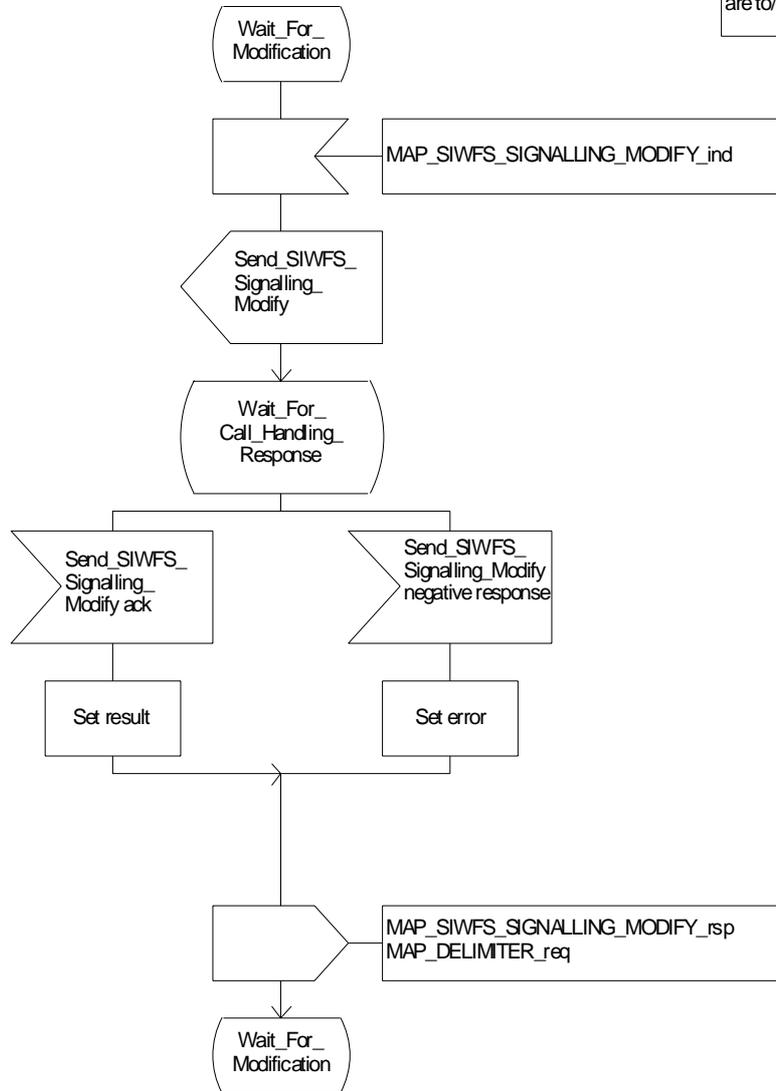 are to/
Wait_For_
Modification
MAP_SIWFS_SIGNALLING_MODIFY_ind
Send_SIWFS_
Signalling_
Modify
Wait_For_
Call_Handling_
Response
Send_SIWFS_
Signalling_
Modify ack
Send_SIWFS_
Signalling_Modify
negative response
Set result
Set error
MAP_SIWFS_SIGNALLING_MODIFY_rsp
MAP_DELIMITER_req
Wait_For_
Modification